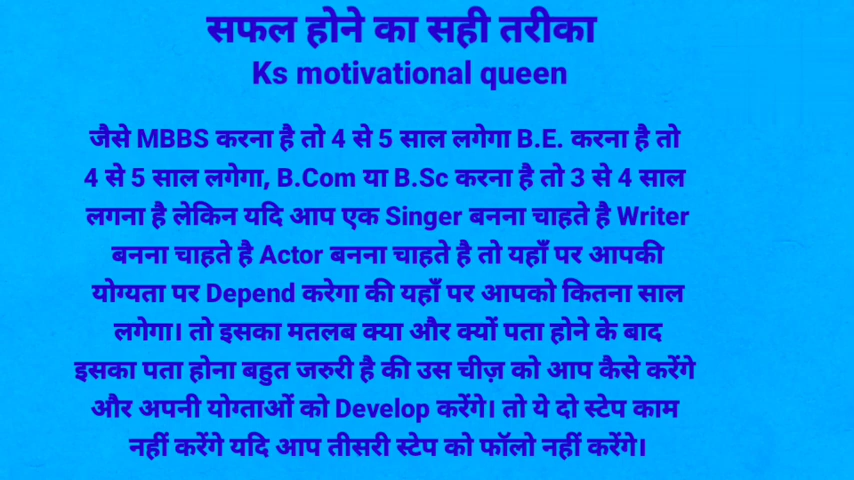 सफल होने का सही तरीका
Ks motivational queen
जैसे MBBS करना है तो 4 से 5 साल लगेगा B.E. करना है तो
4 से 5 साल लगेगा, B.Com या B.Sc करना है तो 3 से 4 साल
लगना है लेकिन यदि आप एक Singer बनना चाहते है Writer
बनना चाहते है Actor बनना चाहते है तो यहाँ पर आपकी
योग्यता पर Depend करेगा की यहाँ पर आपको कितना साल
लगेगा। तो इसका मतलब क्या और क्यों पता होने के बाद
इसका पता होना बहुत जरुरी है की उस चीज़ को आप कैसे करेंगे
और अपनी योग्ताओं को Develop करेंगे। तो ये दो स्टेप काम
नहीं करेंगे यदि आप तीसरी स्टेप को फॉलो नहीं करेंगे।